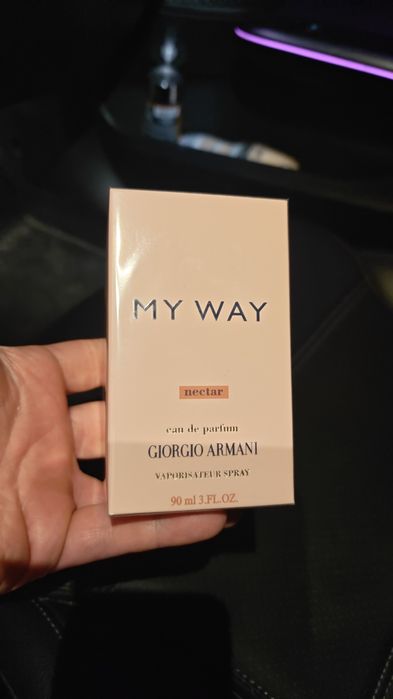 MY WAY
nectar
eau de parfum
GIORGIO ARMANI
VAPORISATEUR SPRAY
90 ml 3.FL.OZ.